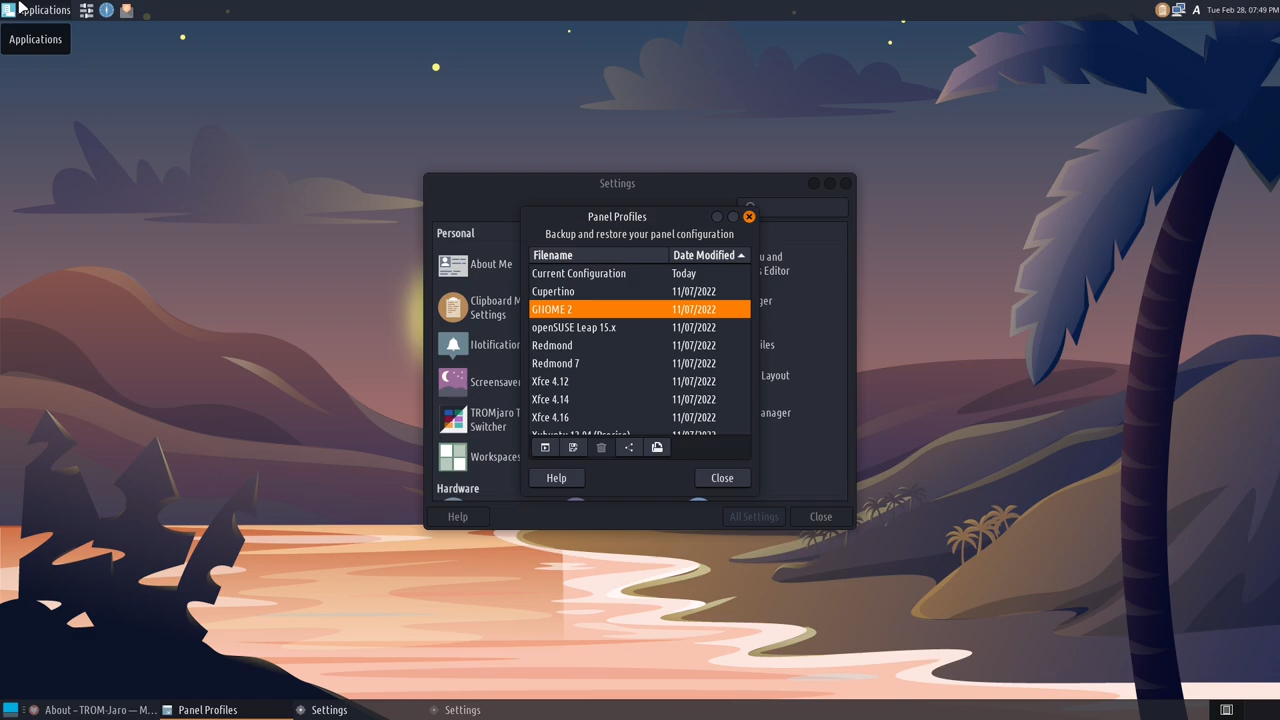 Applications
Tue Feb 28, 07:49 PM
Applications
Settings
Personal
About Me
Clipboard M
Settings
Notification
Screensaver
TROMjaro T
Switcher
Workspaces
Hardware
Panel Profiles
Backup and restore your panel configuration
Filename Date Modified
Current Configuration Today
Cupertino 11/07/2022
GNOME 2 11/07/2022
openSUSE Leap 15.x 11/07/2022
Redmond 11/07/2022
Redmond 7 11/07/2022
Xfce 4.12 11/07/2022
Xfce 4.14 11/07/2022
Xfce 4.16 11/07/2022
Help Close
u and
s Editor
ger
iles
Layout
anager
Help All Settings Close
About – TROM-Jaro — M... Panel Profiles Settings Settings